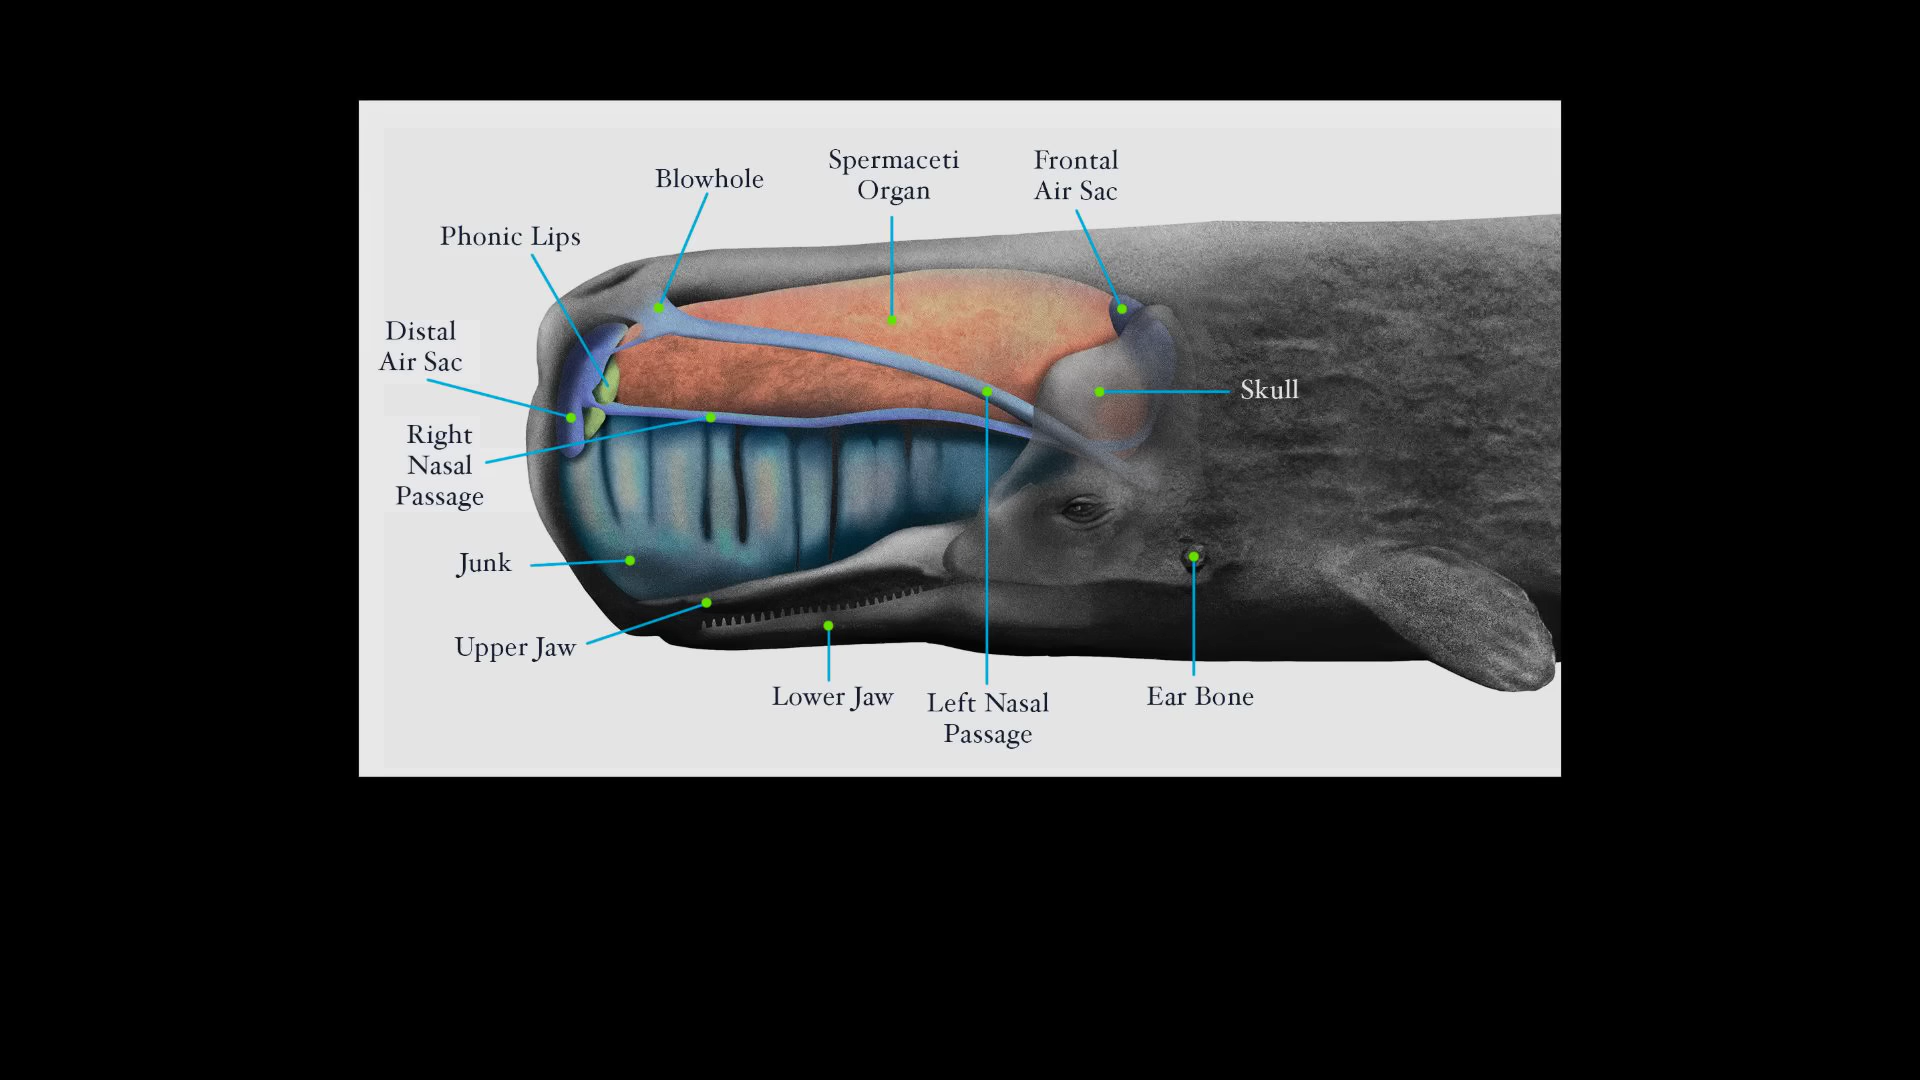 Blowhole
Spermaceti
Organ
Frontal
Air Sac
Phonic Lips
Distal
Air Sac
Skull
Right
Nasal
Passage
Junk
Upper Jaw
Lower Jaw
Left Nasal
Passage
Ear Bone